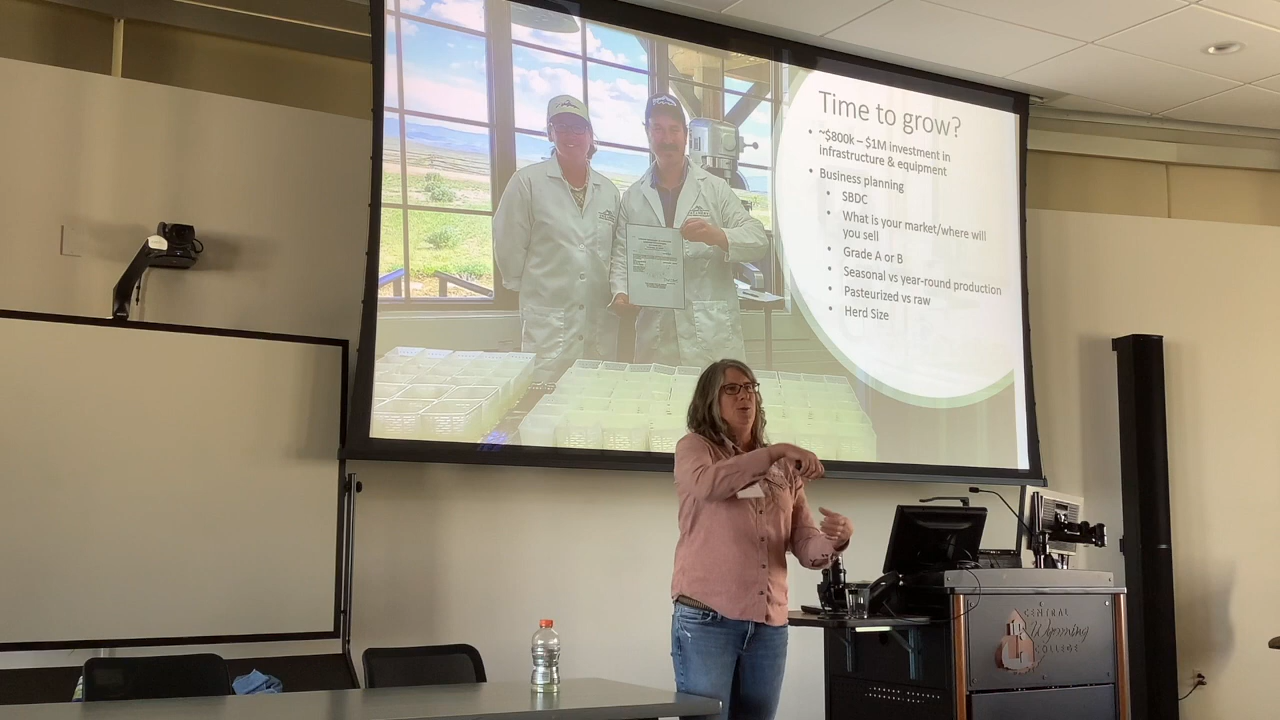 Time to grow?
• ~$800k – $1M investment in
infrastructure & equipment
• Business planning
• SBDC
• What is your market/where will
you sell
• Grade A or B
• Seasonal vs year-round production
• Pasteurized vs raw
• Herd Size
CENTRAL
Wyoming
COLLEGE